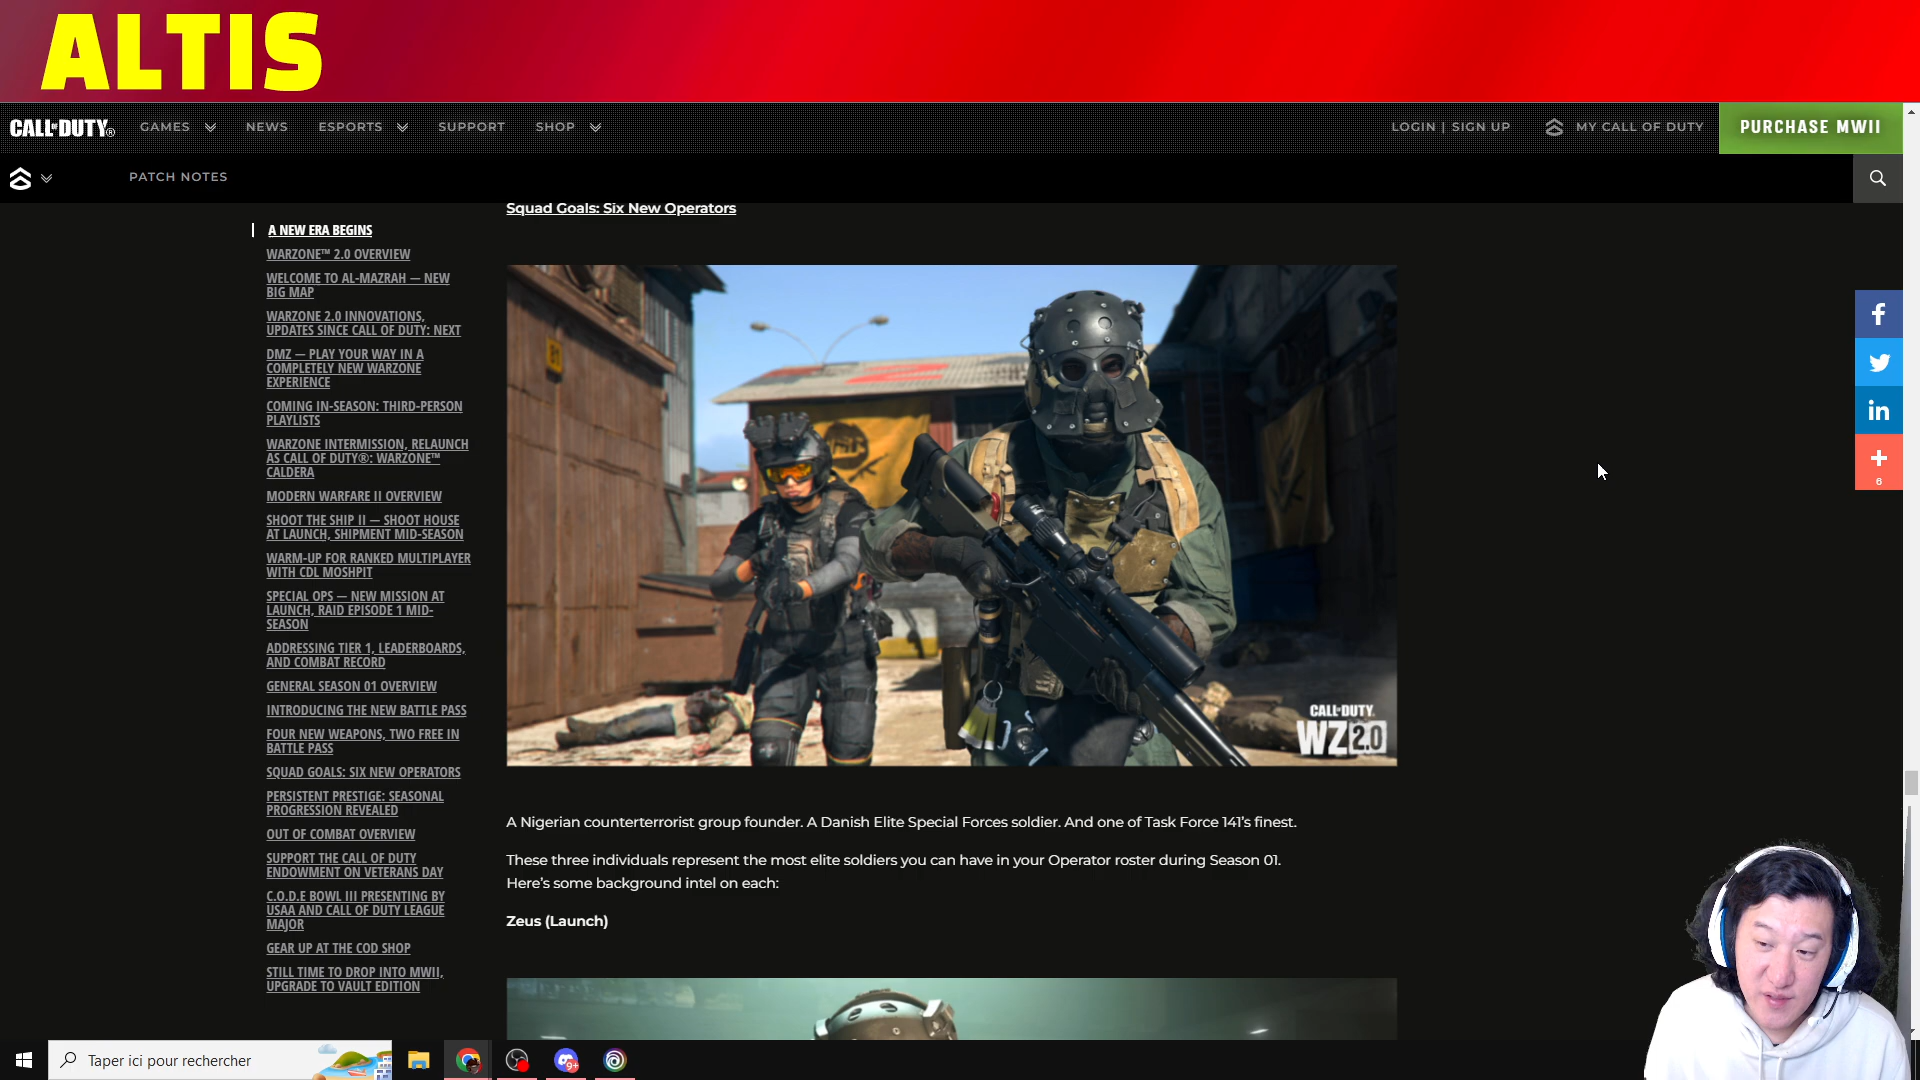 ALTIS
CALL OF DUTY®
GAMES
NEWS
ESPORTS
SUPPORT
SHOP
LOGIN | SIGN UP
MY CALL OF DUTY
PURCHASE MWII
PATCH NOTES
A NEW ERA BEGINS
WARZONE™ 2.0 OVERVIEW
WELCOME TO AL-MAZRAH — NEW
BIG MAP
WARZONE 2.0 INNOVATIONS,
UPDATES SINCE CALL OF DUTY: NEXT
DMZ — PLAY YOUR WAY IN A
COMPLETELY NEW WARZONE
EXPERIENCE
COMING IN-SEASON: THIRD-PERSON
PLAYLISTS
WARZONE INTERMISSION, RELAUNCH
AS CALL OF DUTY®: WARZONE™
CALDERA
MODERN WARFARE II OVERVIEW
SHOOT THE SHIP II — SHOOT HOUSE
AT LAUNCH, SHIPMENT MID-SEASON
WARM-UP FOR RANKED MULTIPLAYER
WITH CDL MOSHPIT
SPECIAL OPS — NEW MISSION AT
LAUNCH, RAID EPISODE 1 MID-
SEASON
ADDRESSING TIER 1, LEADERBOARDS,
AND COMBAT RECORD
GENERAL SEASON 01 OVERVIEW
INTRODUCING THE NEW BATTLE PASS
FOUR NEW WEAPONS, TWO FREE IN
BATTLE PASS
SQUAD GOALS: SIX NEW OPERATORS
PERSISTENT PRESTIGE: SEASONAL
PROGRESSION REVEALED
OUT OF COMBAT OVERVIEW
SUPPORT THE CALL OF DUTY
ENDOWMENT ON VETERANS DAY
C.O.D.E BOWL III PRESENTING BY
USAA AND CALL OF DUTY LEAGUE
MAJOR
GEAR UP AT THE COD SHOP
STILL TIME TO DROP INTO MWII,
UPGRADE TO VAULT EDITION
Squad Goals: Six New Operators
81
CALL OF DUTY
WZ 2.0
A Nigerian counterterrorist group founder. A Danish Elite Special Forces soldier. And one of Task Force 141's finest.
These three individuals represent the most elite soldiers you can have in your Operator roster during Season 01.
Here's some background intel on each:
Zeus (Launch)
6
Taper ici pour rechercher
9+